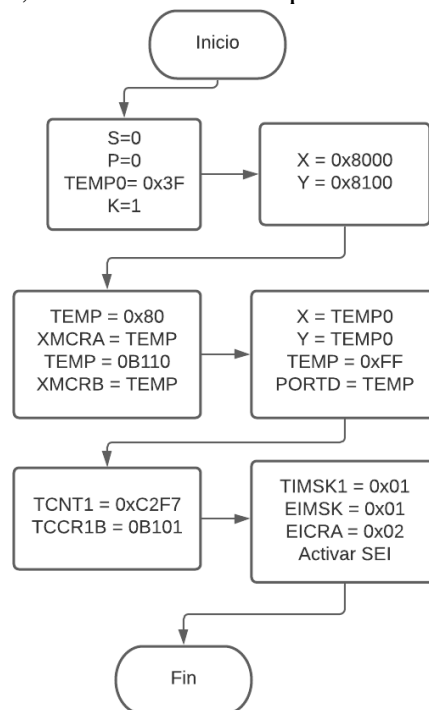 Inicio
S=0
P=0
TEMP0= 0x3F
K=1
X = 0x8000
Y = 0x8100
TEMP = 0x80
XMCRA = TEMP
TEMP = 0B110
XMCRB = TEMP
X = TEMP0
Y = TEMP0
TEMP = 0xFF
PORTD = TEMP
TCNT1 = 0xC2F7
TCCR1B = 0B101
TIMSK1 = 0x01
EIMSK = 0x01
EICRA = 0x02
Activar SEI
Fin